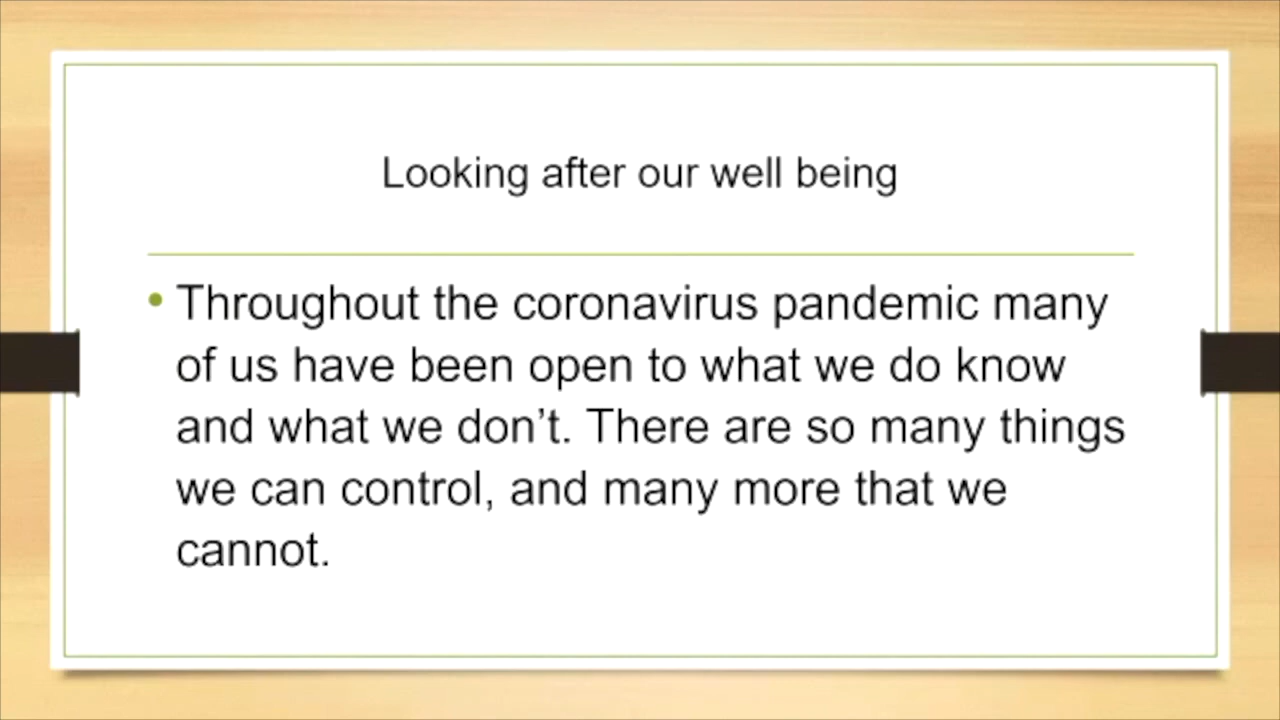 Looking after our well being
• Throughout the coronavirus pandemic many
of us have been open to what we do know
and what we don’t. There are so many things
we can control, and many more that we
cannot.